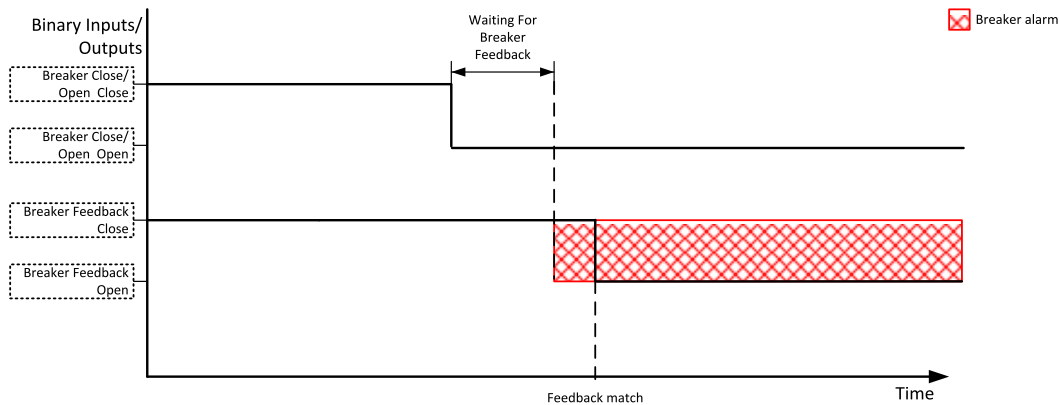 Binary Inputs/
Outputs
Waiting For
Breaker
Feedback
Breaker alarm
Breaker Close/
Open  Close
Breaker Close/
Open  Open
Breaker Feedback
Close
Breaker Feedback
Open
Time
Feedback match